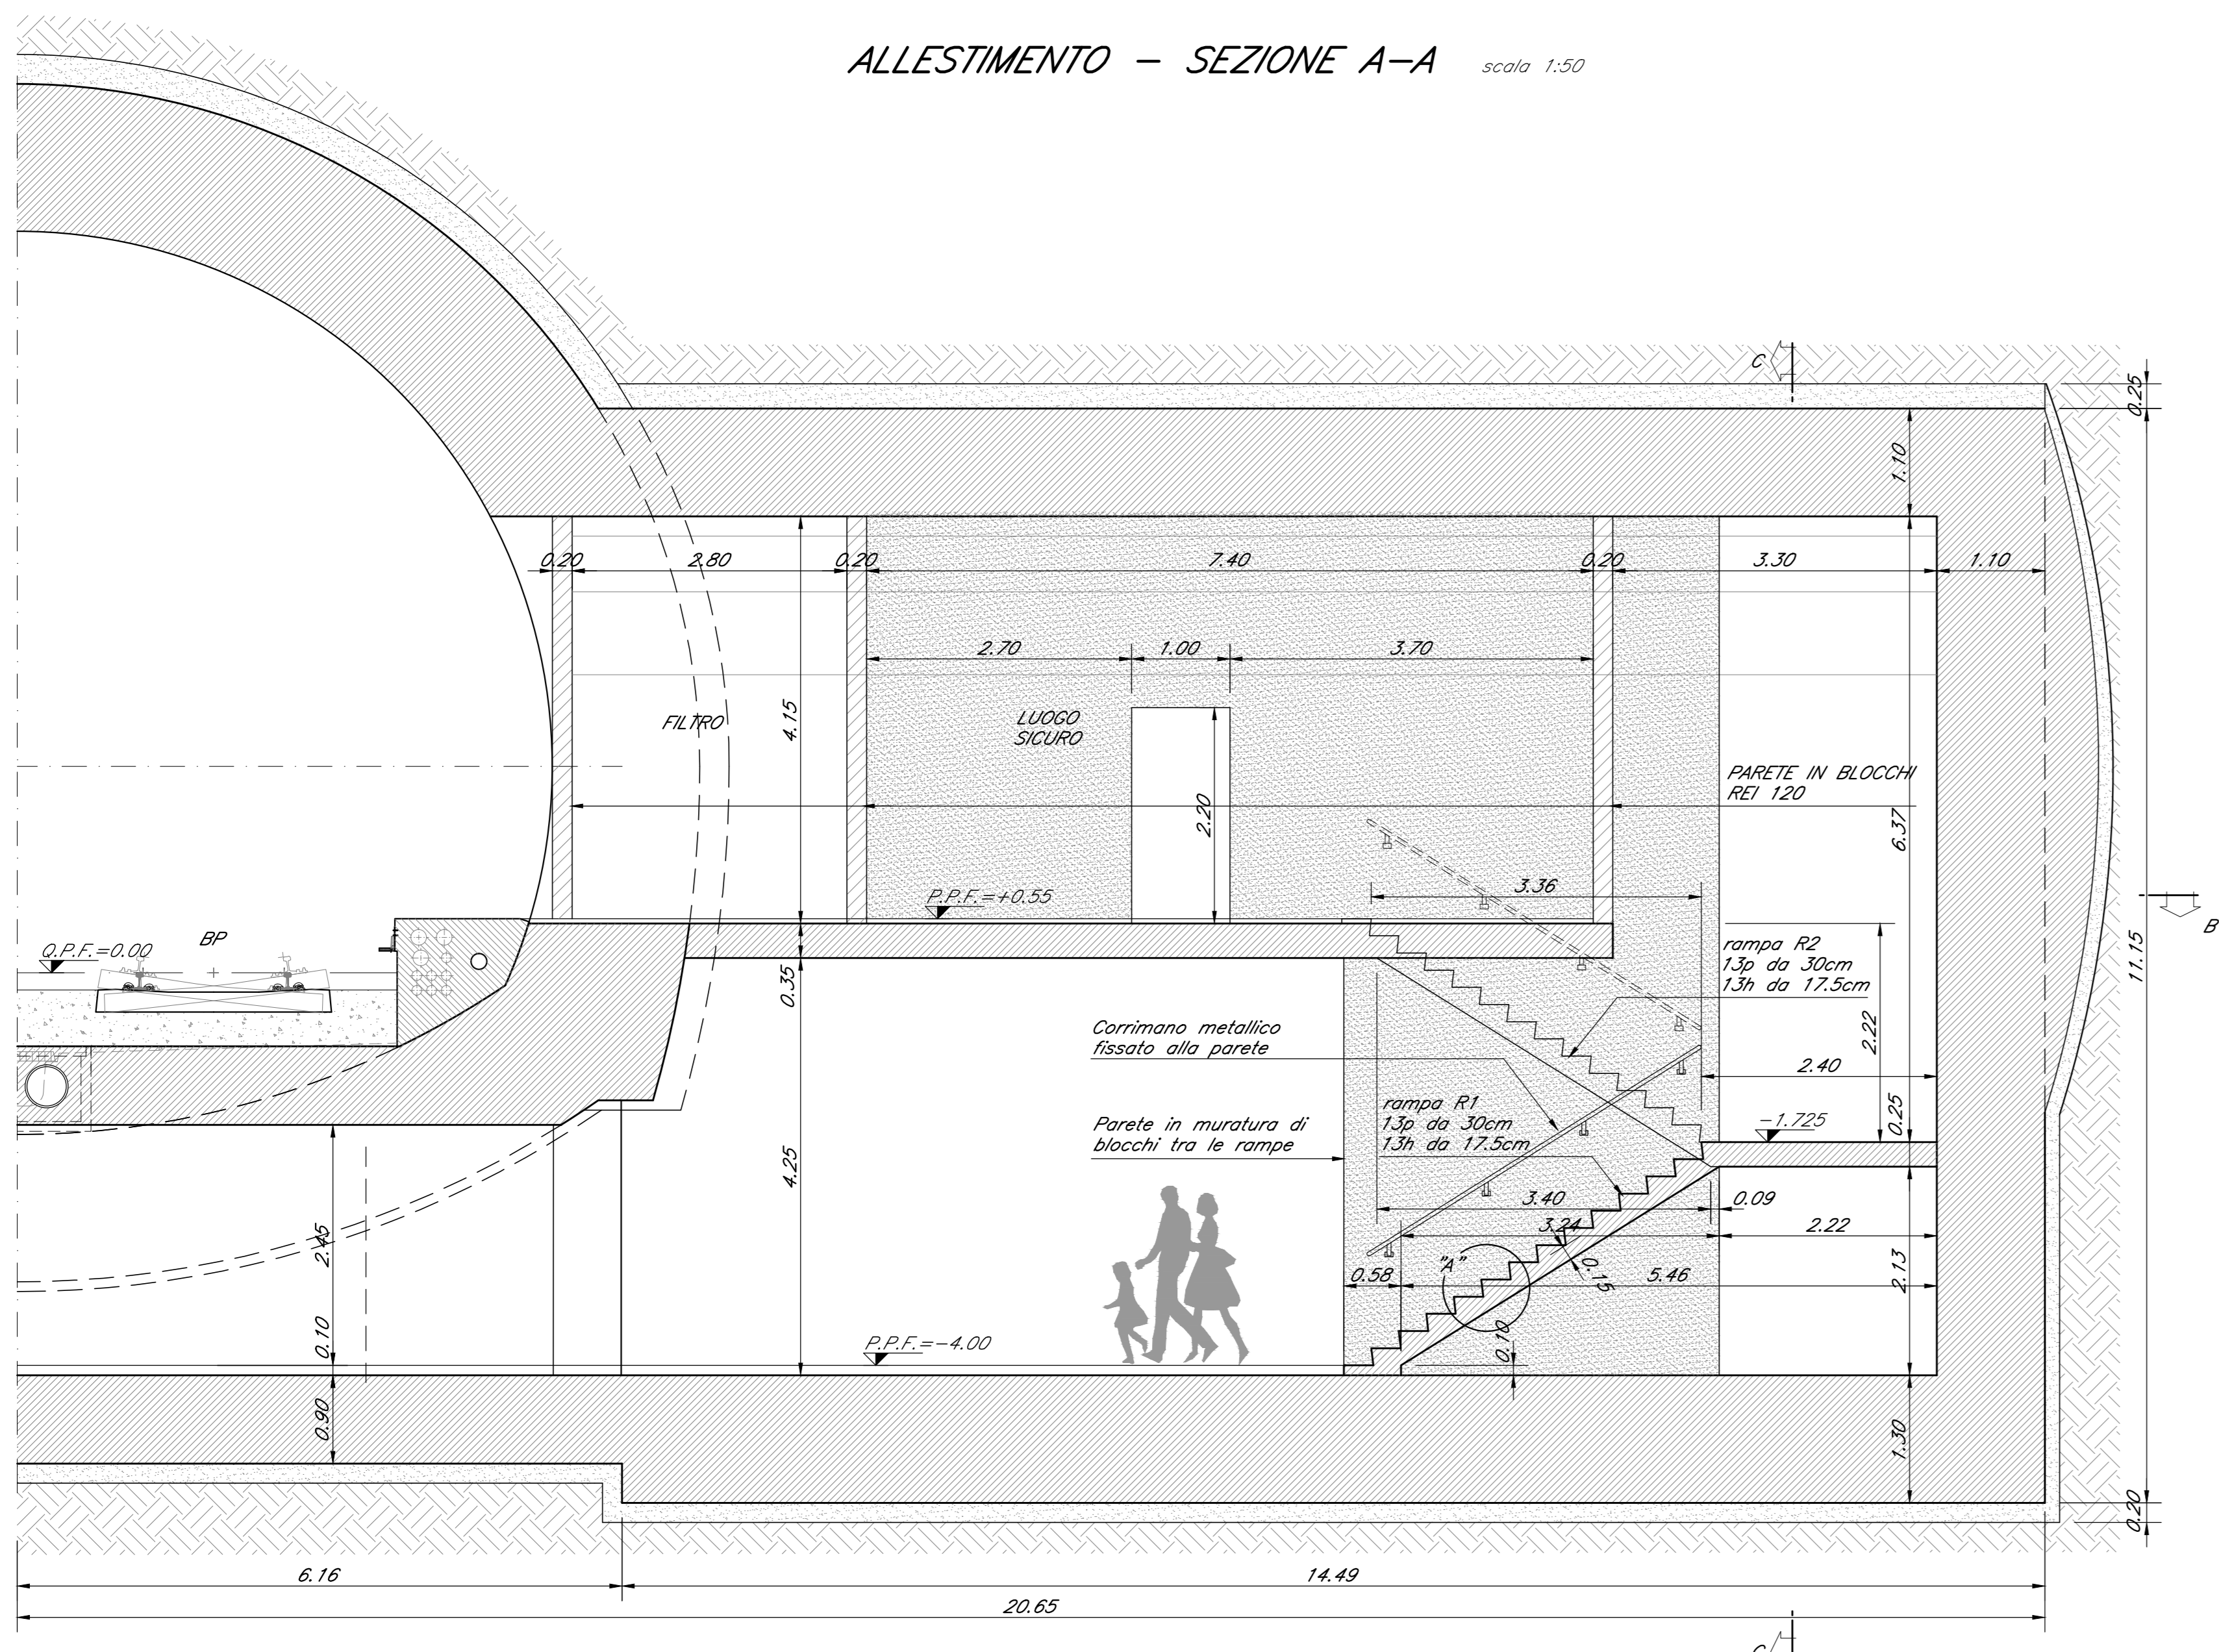 ALLESTIMENTO – SEZIONE A–A scala 1:50
C
0.25
1.10
0.20 2.80 0.20 7.40 0.20 3.30 1.10
2.70 1.00 3.70
4.15
FILTRO
LUOGO
SICURO
2.20
PARETE IN BLOCCHI
REI 120
6.37
3.36
P.P.F.=+0.55
B
11.15
BP
Q.P.F.=0.00
0.35
rampa R2
13p da 30cm
13h da 17.5cm
2.22
Corrimano metallico
fissato alla parete
2.40
rampa R1
13p da 30cm
13h da 17.5cm
Parete in muratura di
blocchi tra le rampe
-1.725
0.25
4.25
3.40 0.09
3.24 2.22
2.45
"A"
0.58 0.15 5.46
2.13
0.10
0.10
P.P.F.=-4.00
0.90
1.30
0.20
6.16 14.49
20.65
C